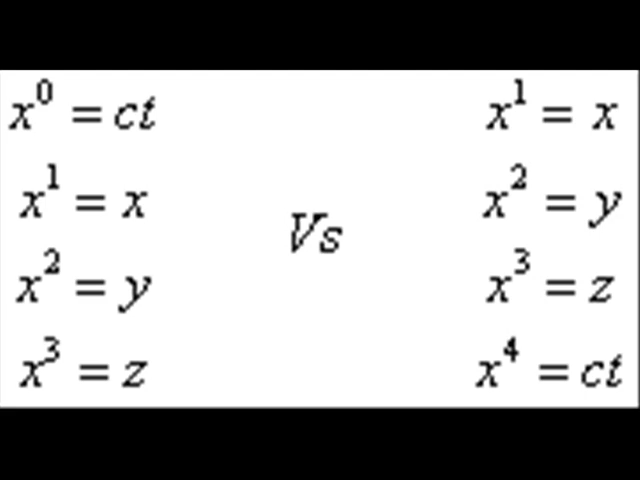 x⁰ = ct
x¹ = x
x² = y
x³ = z
Vs
x¹ = x
x² = y
x³ = z
x⁴ = ct